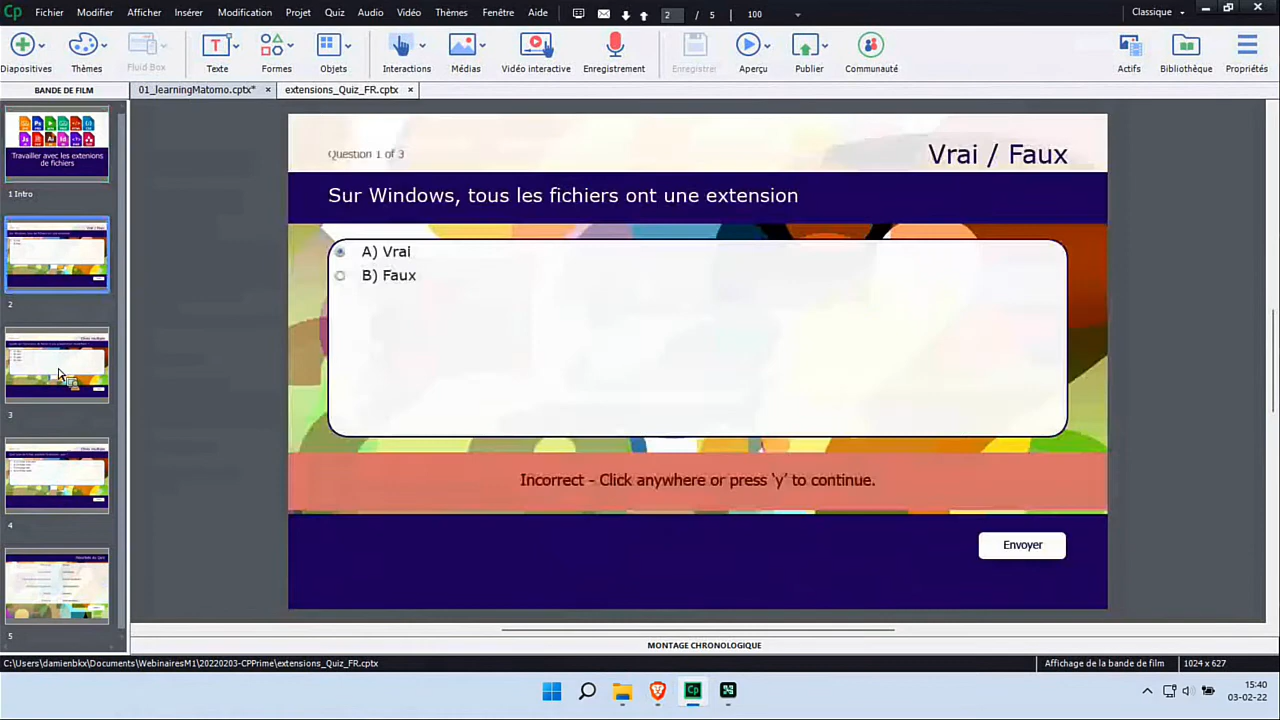 Cp Fichier Modifier Afficher Insérer Modification Projet Quiz Audio Vidéo Thèmes Fenêtre Aide 2 / 5 100 Classique
Diapositives Thèmes Fluid Box Texte Formes Objets Interactions Médias Vidéo interactive Enregistrement Enregistrer Aperçu Publier Communauté Actifs Bibliothèque Propriétés
BANDE DE FILM 01_learningMatomo.cptx* × extensions_Quiz_FR.cptx ×
Travailler avec les extenions
de fichiers
1 Intro
2
3
4
5
Question 1 of 3
Vrai / Faux
Sur Windows, tous les fichiers ont une extension
A) Vrai
B) Faux
Incorrect - Click anywhere or press ‘y’ to continue.
Envoyer
MONTAGE CHRONOLOGIQUE
C:\Users\damienbkx\Documents\WebinairesM1\20220203-CPPrime\extensions_Quiz_FR.cptx Affichage de la bande de film 1024 x 627
Cp
15:40
03-02-22